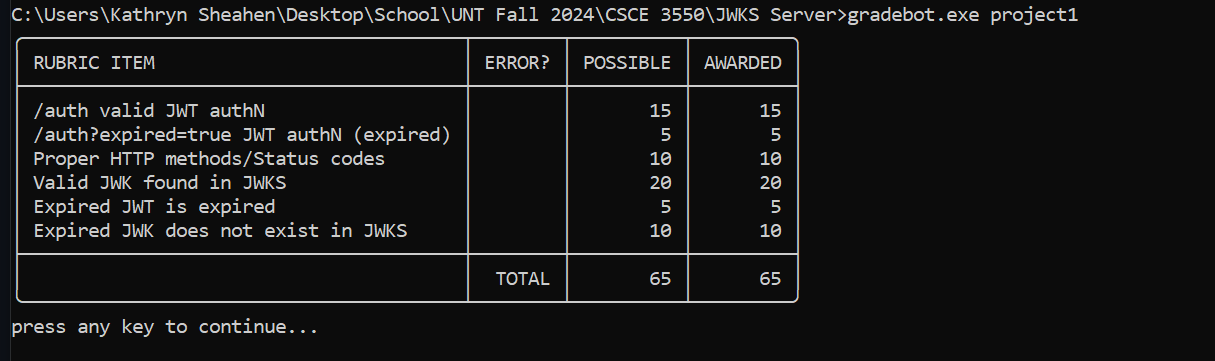 C:\Users\Kathryn Sheahen\Desktop\School\UNT Fall 2024\CSCE 3550\JWKS Server>gradebot.exe project1
RUBRIC ITEM ERROR? POSSIBLE AWARDED
/auth valid JWT authN 15 15
/auth?expired=true JWT authN (expired) 5 5
Proper HTTP methods/Status codes 10 10
Valid JWK found in JWKS 20 20
Expired JWT is expired 5 5
Expired JWK does not exist in JWKS 10 10
TOTAL 65 65
press any key to continue...